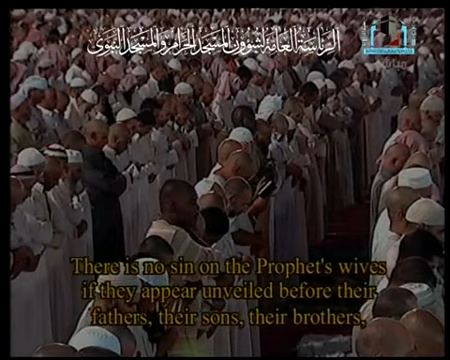 الرئاسة العامة لشؤون المسجد الحرام والمسجد النبوي
مباشر
There is no sin on the Prophet's wives
if they appear unveiled before their
fathers, their sons, their brothers,